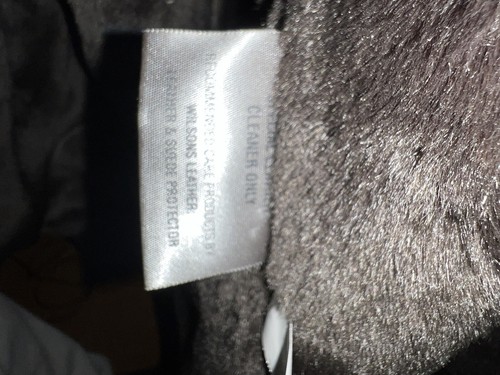 CLEANER ONLY
RECOMMENDED CARE PRODUCTS BY
WILSONS LEATHER
LEATHER & SUEDE PROTECTOR